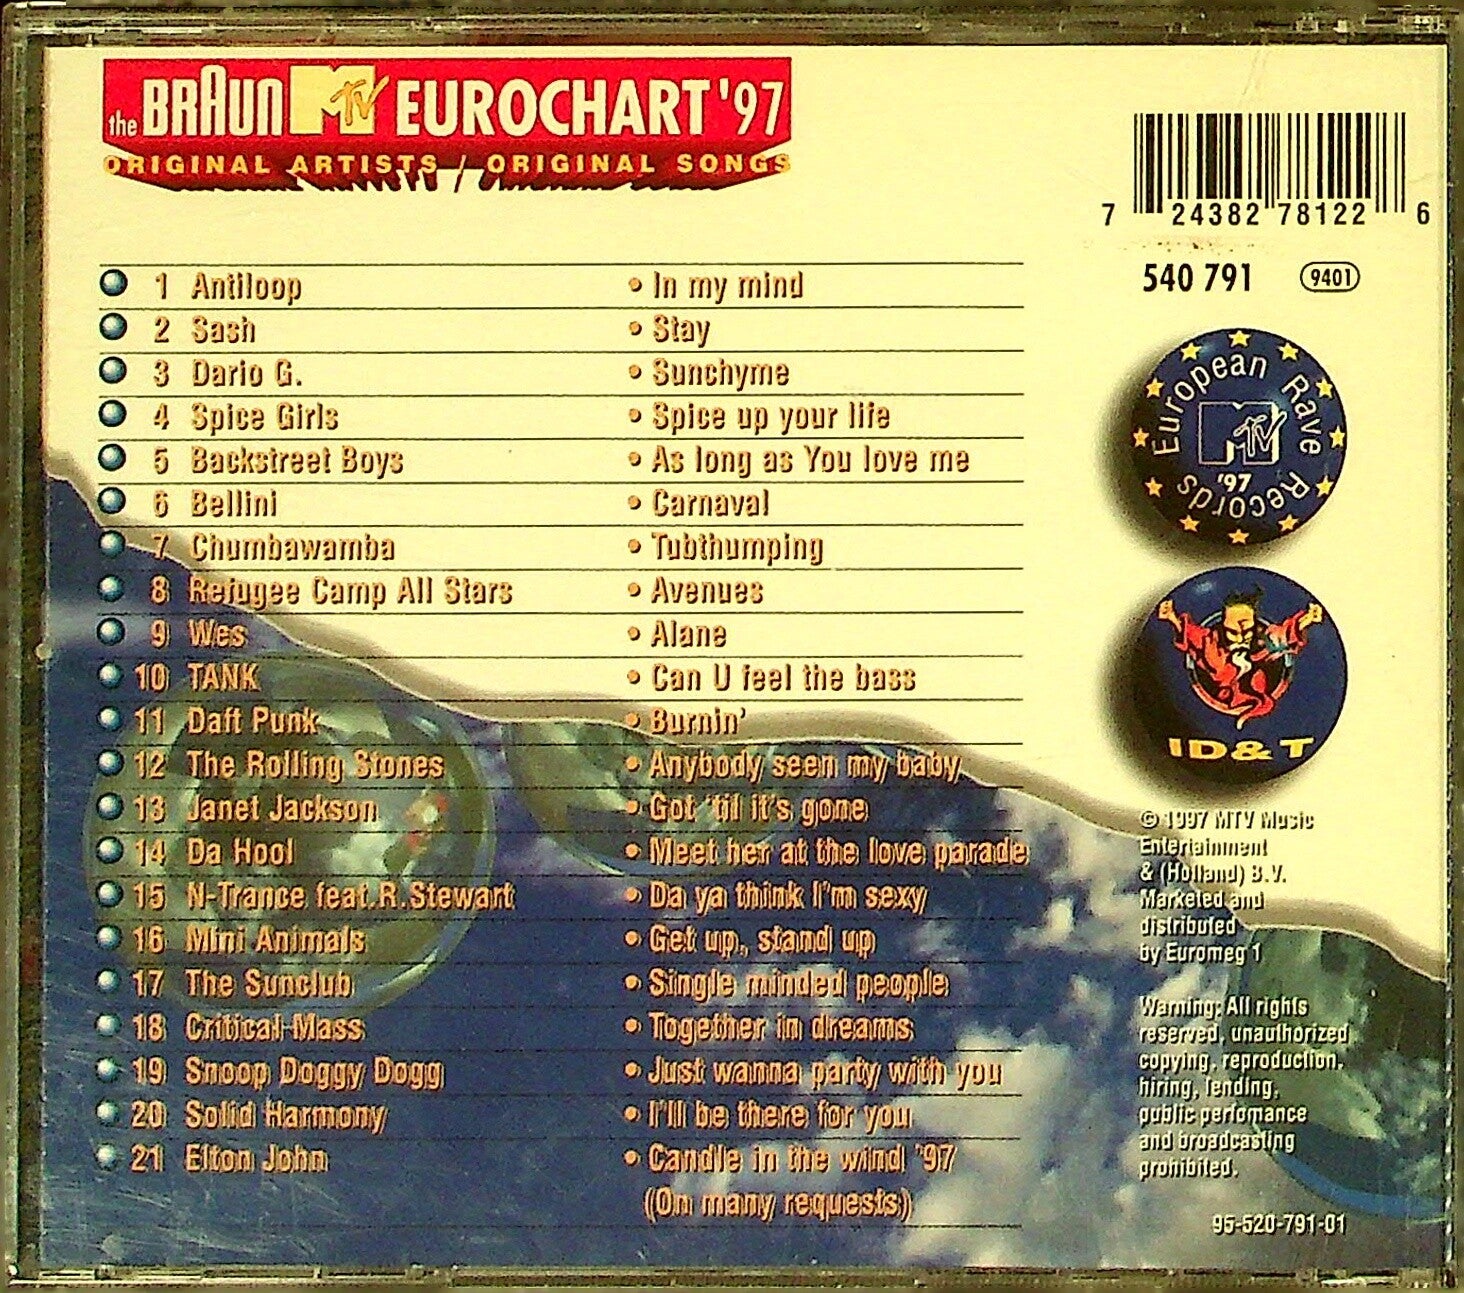 the BRAUN MTV EUROCHART '97
ORIGINAL ARTISTS / ORIGINAL SONGS
7 24382 78122 6
540 791 9401
1 Antiloop • In my mind
2 Sash • Stay
3 Dario G. • Sunchyme
4 Spice Girls • Spice up your life
5 Backstreet Boys • As long as You love me
6 Bellini • Carnaval
7 Chumbawamba • Tubthumping
8 Refugee Camp All Stars • Avenues
9 Wes • Alane
10 TANK • Can U feel the bass
11 Daft Punk • Burnin'
12 The Rolling Stones • Anybody seen my baby
13 Janet Jackson • Got 'til it's gone
14 Da Hool • Meet her at the love parade
15 N-Trance feat.R.Stewart • Da ya think I'm sexy
16 Mini Animals • Get up, stand up
17 The Sunclub • Single minded people
18 Critical Mass • Together in dreams
19 Snoop Doggy Dogg • Just wanna party with you
20 Solid Harmony • I'll be there for you
21 Elton John • Candle in the wind '97
(On many requests)
European Rave Records
MTV
'97
ID&T
© 1997 MTV Music
Entertainment
& (Holland) B.V.
Marketed and
distributed
by Euromeg 1
Warning: All rights
reserved, unauthorized
copying, reproduction,
hiring, lending,
public perfomance
and broadcasting
prohibited.
95-520-791-01